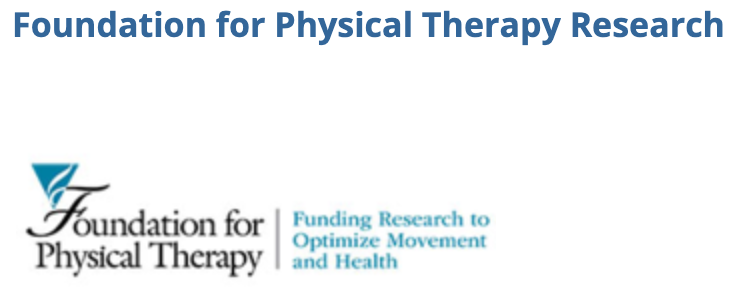 Foundation for Physical Therapy Research
Foundation for
Physical Therapy
Funding Research to
Optimize Movement
and Health